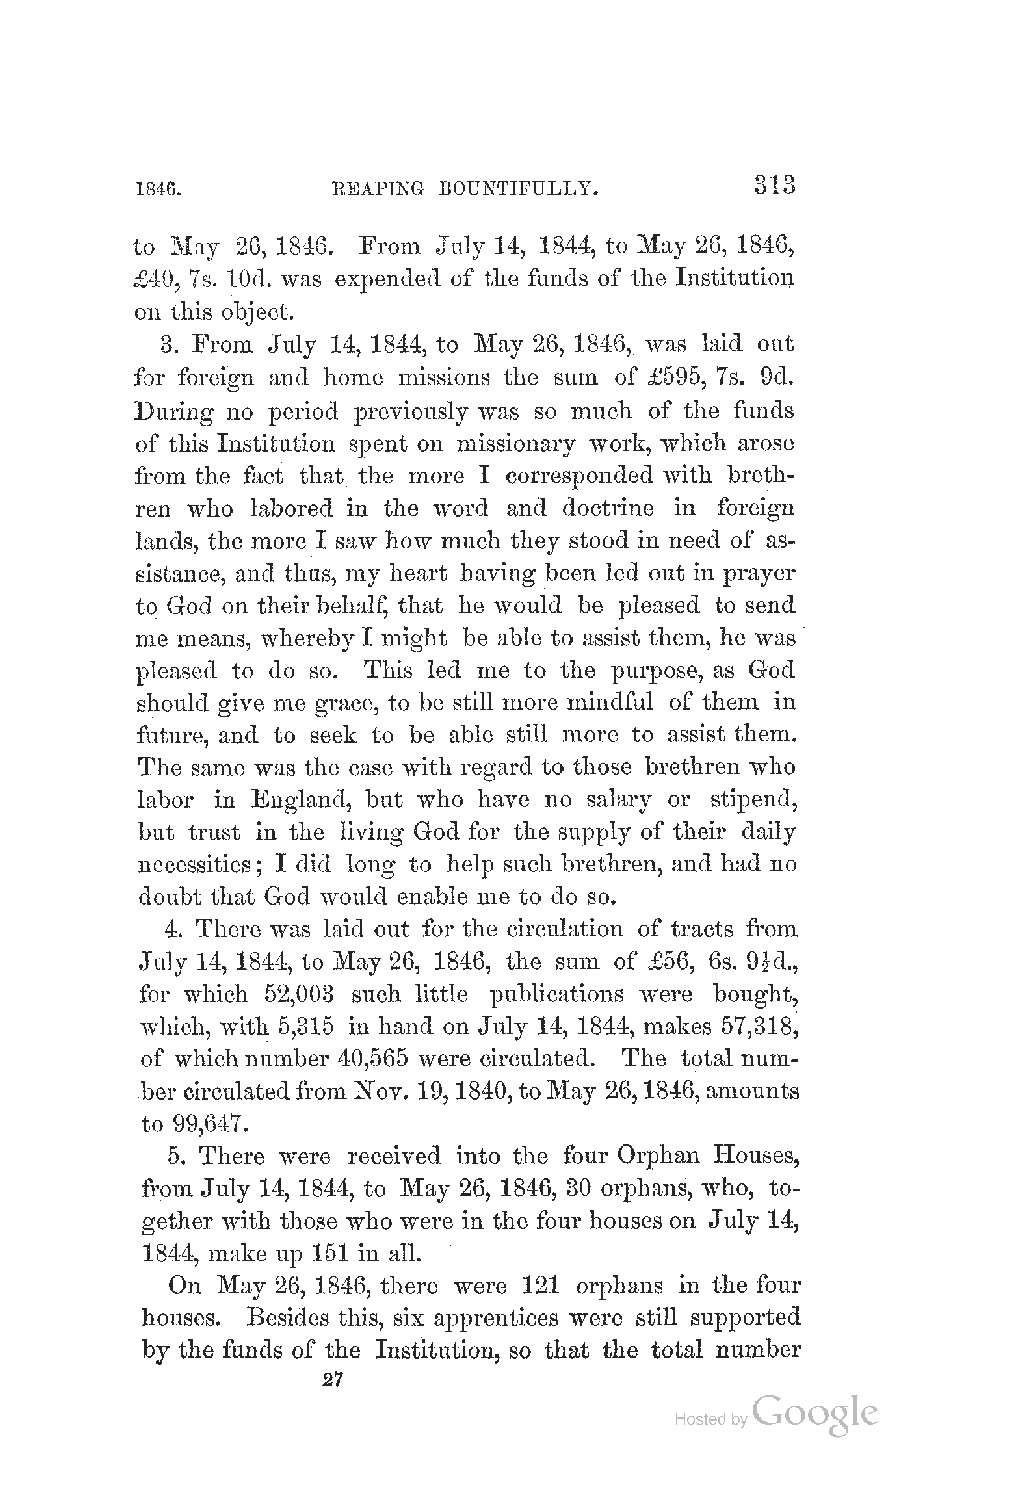 1846. REAPING BOUNTIFULLY. 313
to May 26, 1846. From July 14, 1844, to May 26, 1846,
£40, 7s. 10d. was expended of the funds of the Institution
on this object.
3. From July 14, 1844, to May 26, 1846, was laid out
for foreign and home missions the sum of £595, 7s. 9d.
During no period previously was so much of the funds
of this Institution spent on missionary work, which arose
from the fact that the more I corresponded with breth-
ren who labored in the word and doctrine in foreign
lands, the more I saw how much they stood in need of as-
sistance, and thus, my heart having been led out in prayer
to God on their behalf, that he would be pleased to send
me means, whereby I might be able to assist them, he was
pleased to do so. This led me to the purpose, as God
should give me grace, to be still more mindful of them in
future, and to seek to be able still more to assist them.
The same was the case with regard to those brethren who
labor in England, but who have no salary or stipend,
but trust in the living God for the supply of their daily
necessities; I did long to help such brethren, and had no
doubt that God would enable me to do so.
4. There was laid out for the circulation of tracts from
July 14, 1844, to May 26, 1846, the sum of £56, 6s. 9½d.,
for which 52,003 such little publications were bought,
which, with 5,315 in hand on July 14, 1844, makes 57,318,
of which number 40,565 were circulated. The total num-
ber circulated from Nov. 19, 1840, to May 26, 1846, amounts
to 99,647.
5. There were received into the four Orphan Houses,
from July 14, 1844, to May 26, 1846, 30 orphans, who, to-
gether with those who were in the four houses on July 14,
1844, make up 151 in all.
On May 26, 1846, there were 121 orphans in the four
houses. Besides this, six apprentices were still supported
by the funds of the Institution, so that the total number
27
Hosted by Google